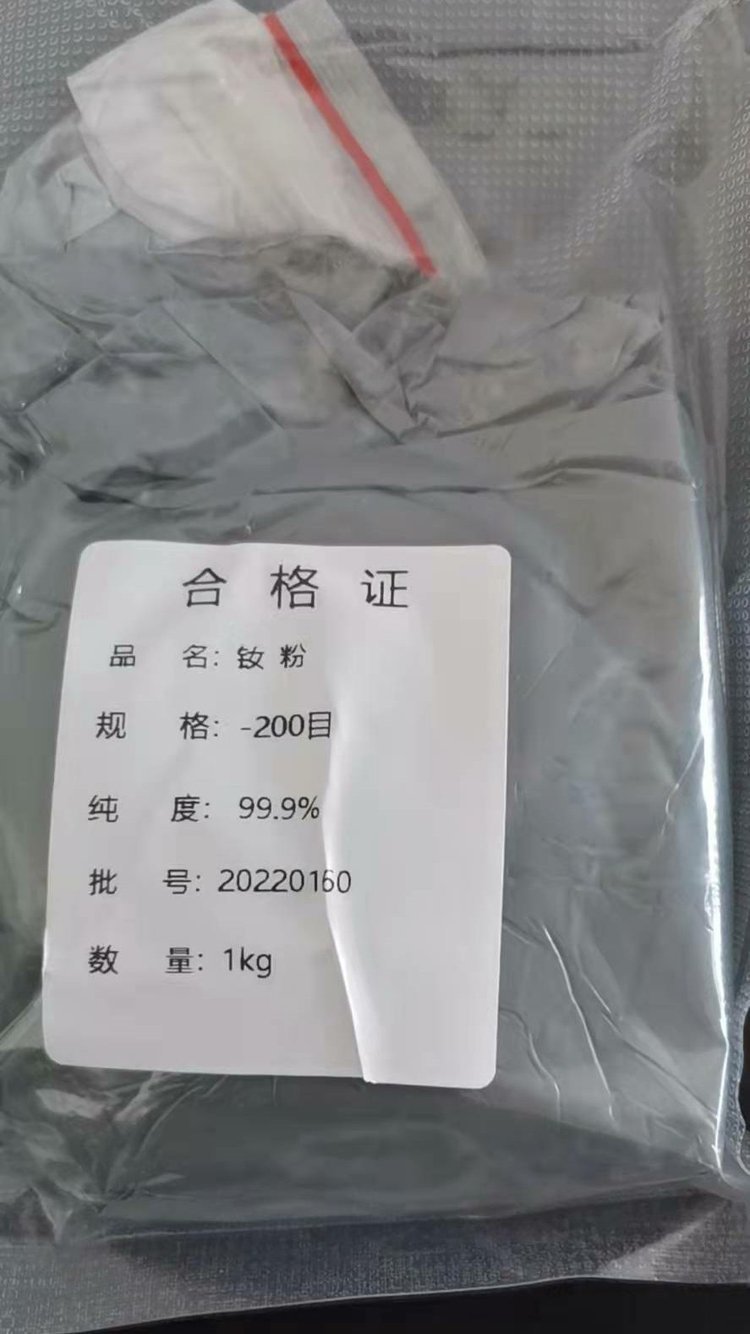 合格证
品 名：钕 粉
规 格：-200目
纯 度：99.9%
批 号：20220160
数 量：1kg